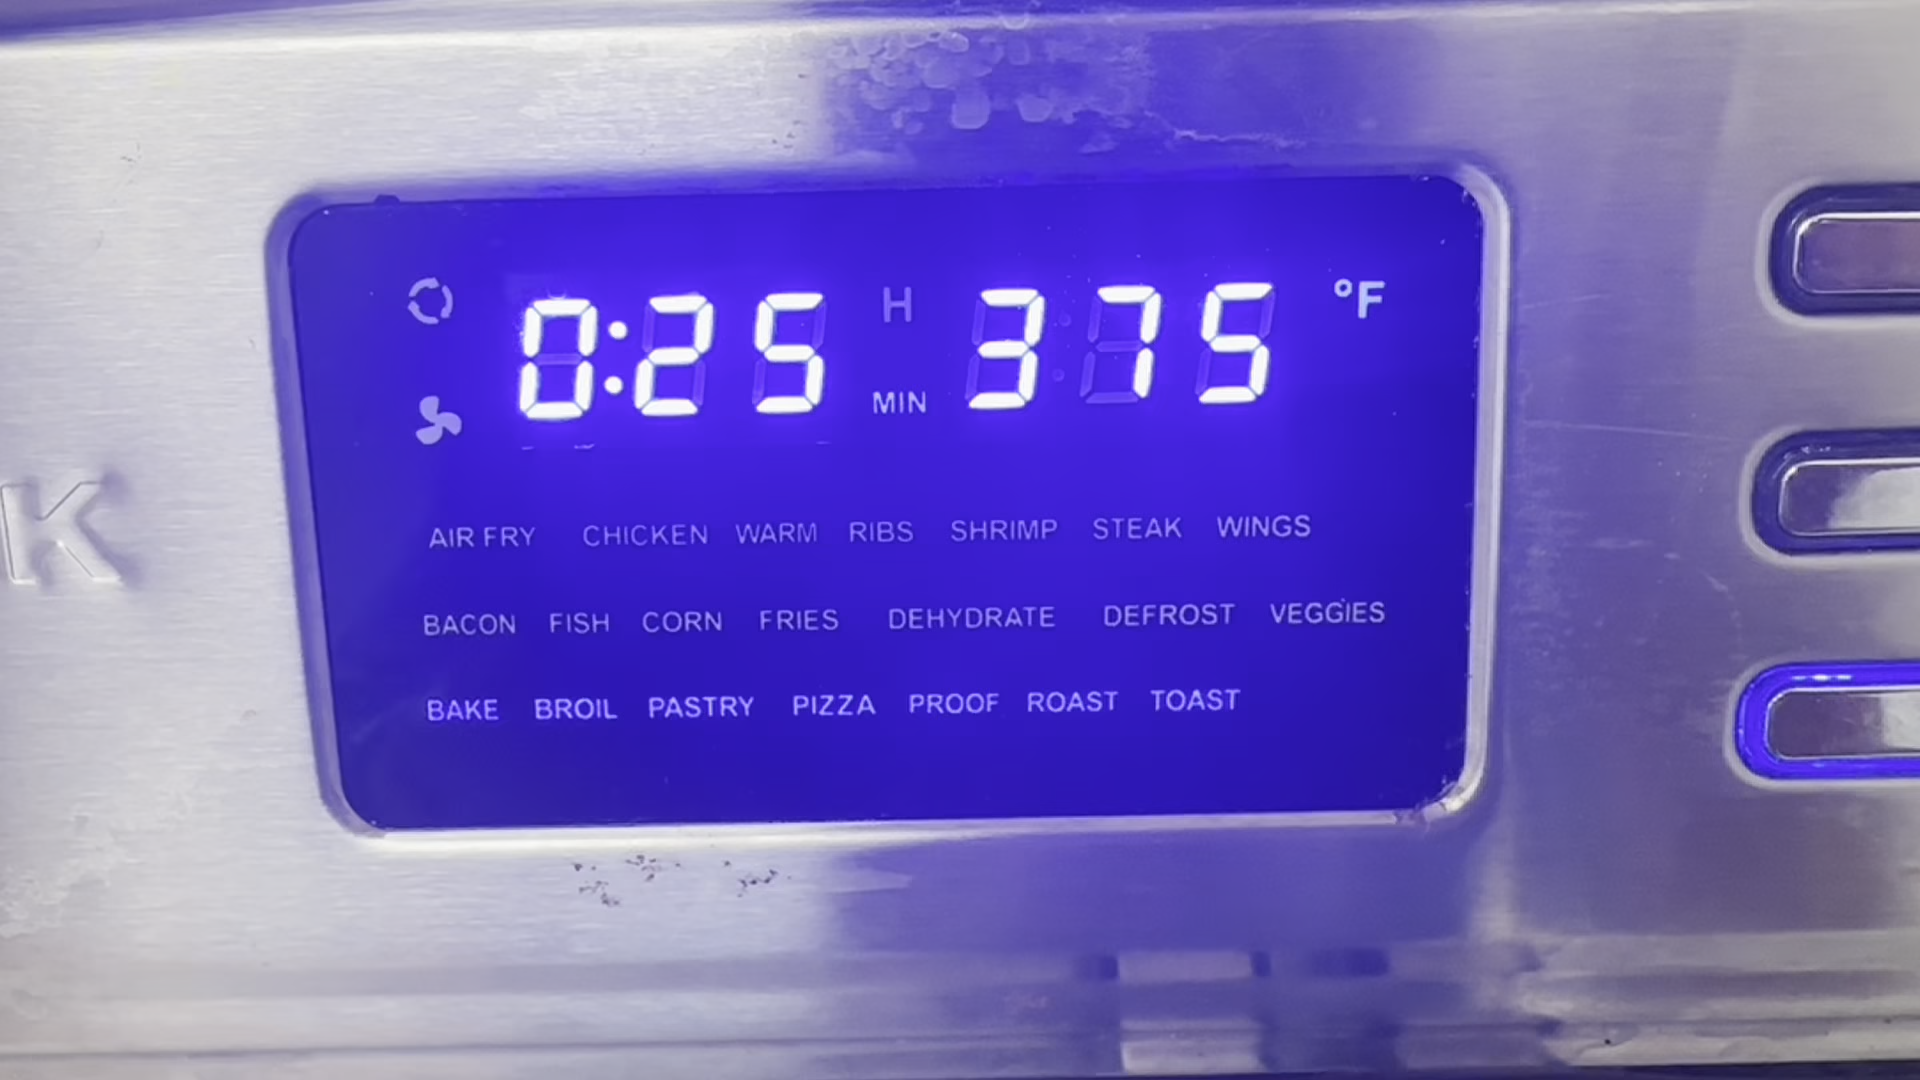 0:25 H 375 °F
MIN
AIR FRY CHICKEN WARM RIBS SHRIMP STEAK WINGS
BACON FISH CORN FRIES DEHYDRATE DEFROST VEGGIES
BAKE BROIL PASTRY PIZZA PROOF ROAST TOAST
K